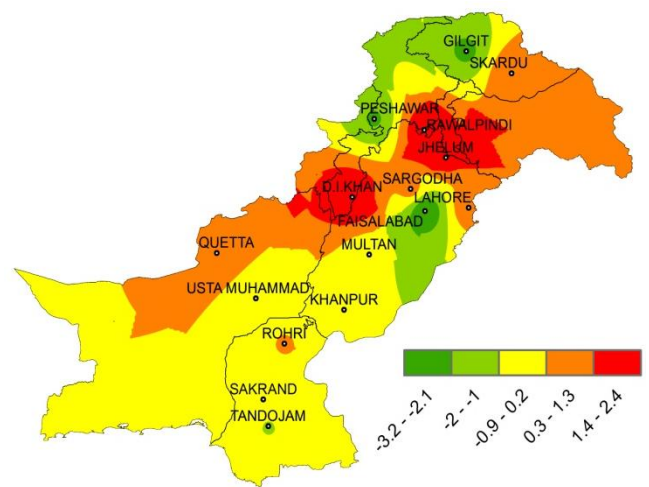 GILGIT
SKARDU
PESHAWAR
RAWALPINDI
JHELUM
SARGODHA
D.I.KHAN
LAHORE
FAISALABAD
QUETTA
MULTAN
USTA MUHAMMAD
KHANPUR
ROHRI
SAKRAND
TANDOJAM
-3.2 - -2.1
-2 - -1
-0.9 - 0.2
0.3 - 1.3
1.4 - 2.4